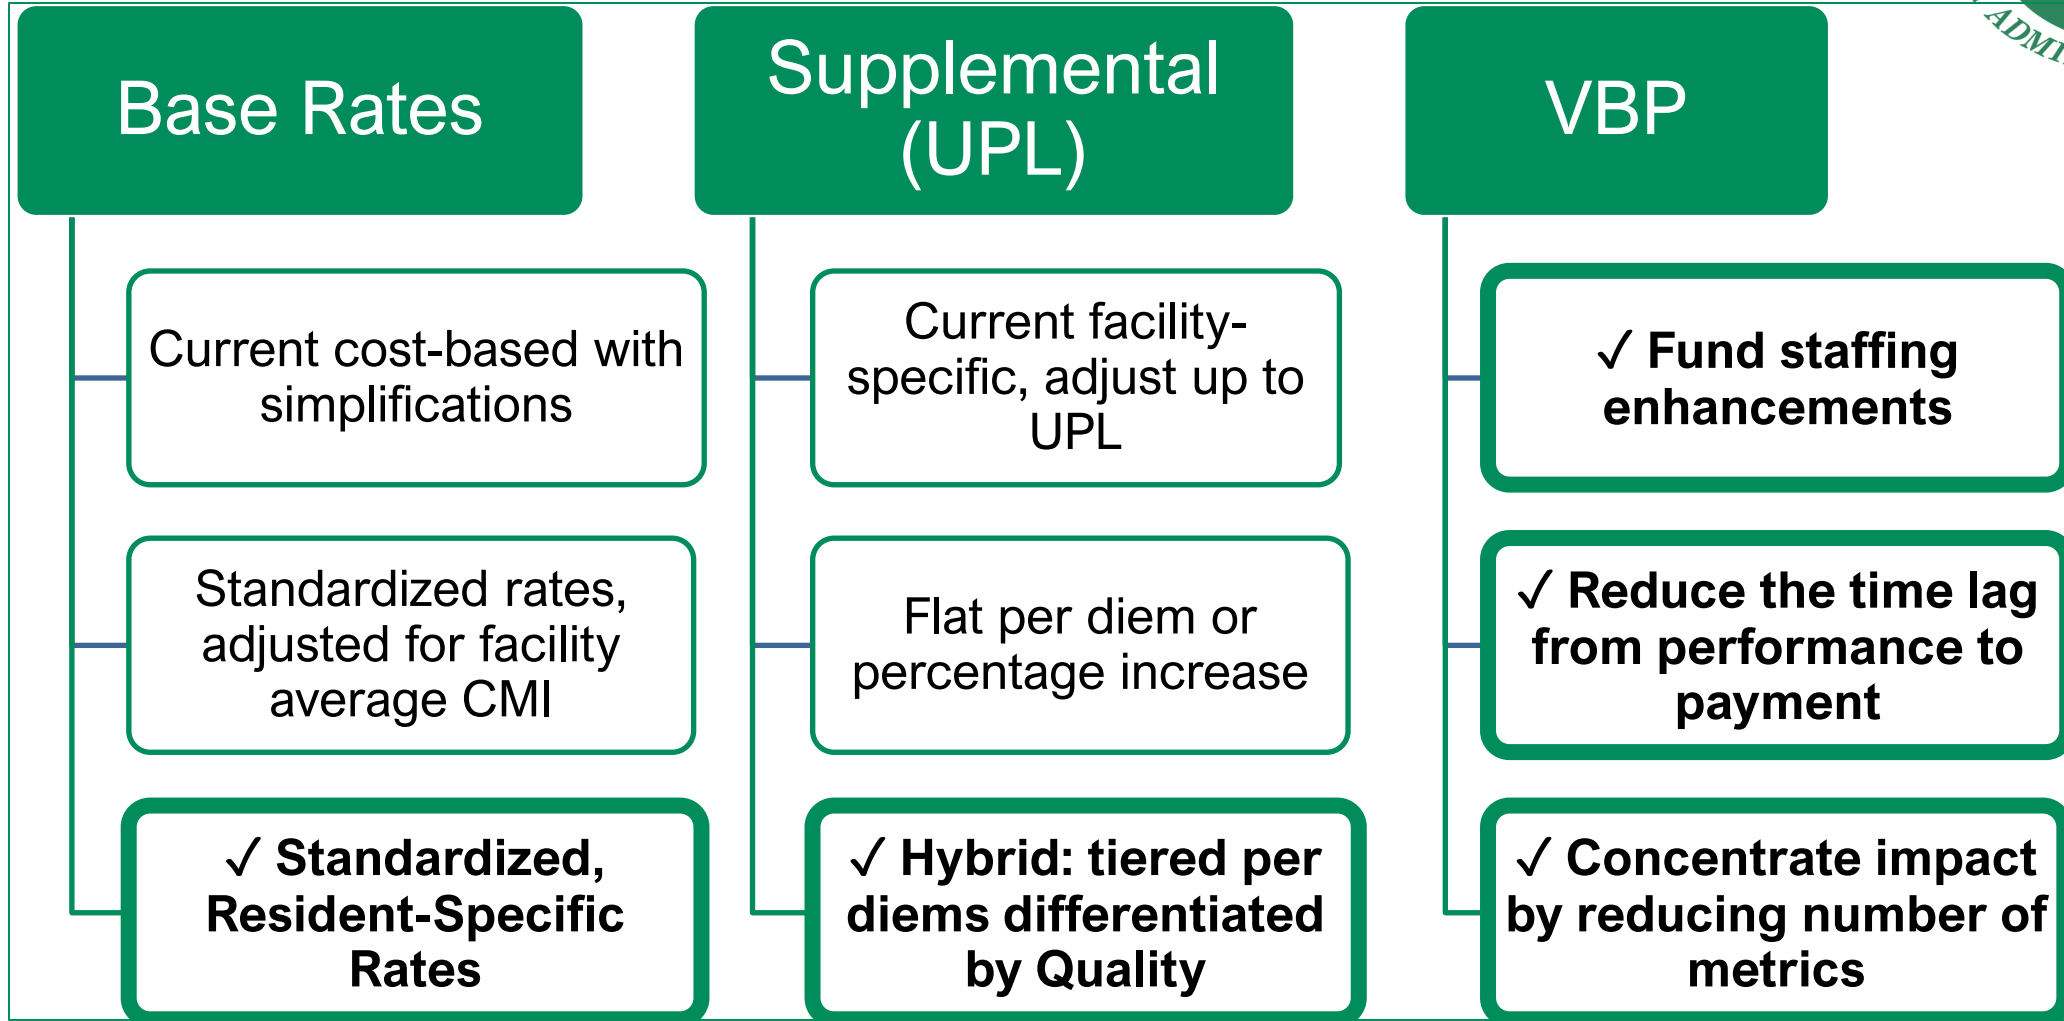 Base Rates
Current cost-based with
simplifications
Standardized rates,
adjusted for facility
average CMI
✓ Standardized,
Resident-Specific
Rates
Supplemental
(UPL)
Current facility-
specific, adjust up to
UPL
Flat per diem or
percentage increase
✓ Hybrid: tiered per
diems differentiated
by Quality
VBP
✓ Fund staffing
enhancements
✓ Reduce the time lag
from performance to
payment
✓ Concentrate impact
by reducing number of
metrics